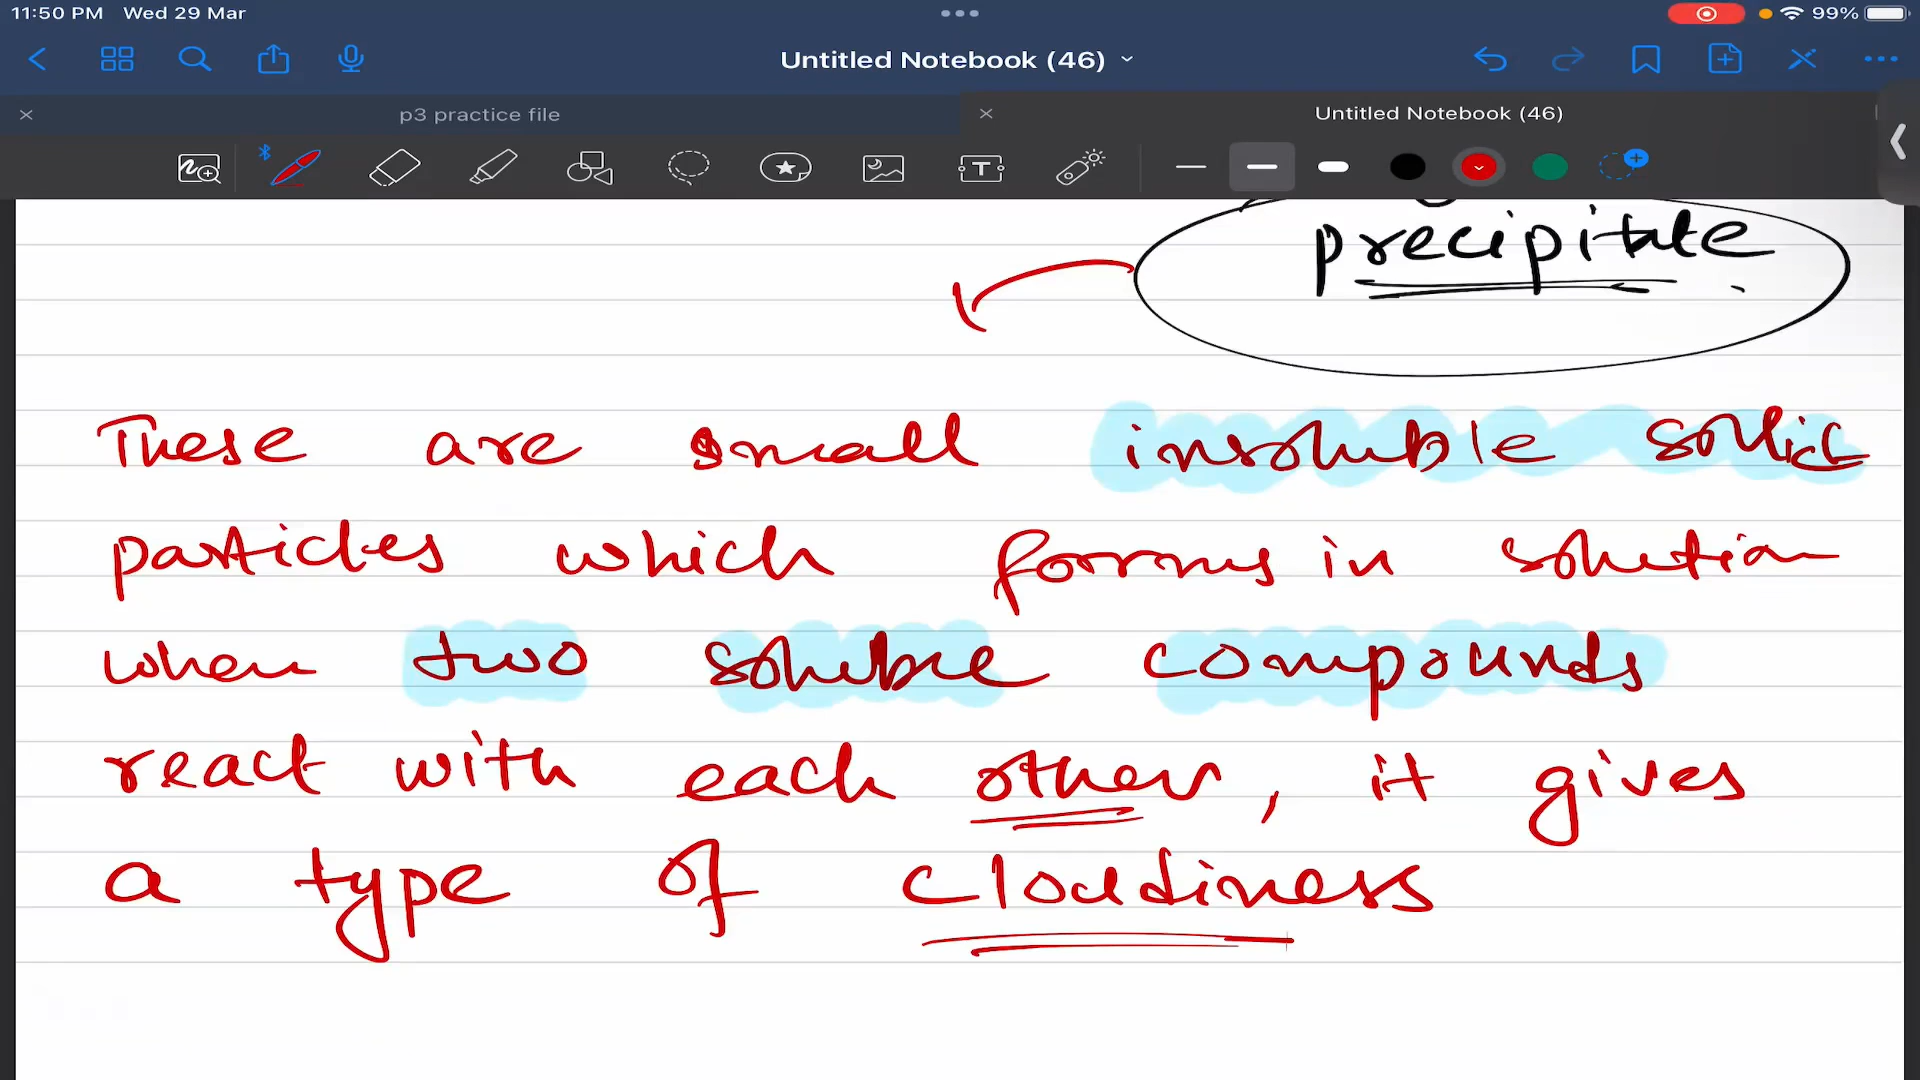 11:50 PM Wed 29 Mar
99%
Untitled Notebook (46)
p3 practice file
Untitled Notebook (46)
precipitate
These are small insoluble solid
particles which forms in solution
when two soluble compounds
react with each other, it gives
a type of cloudiness